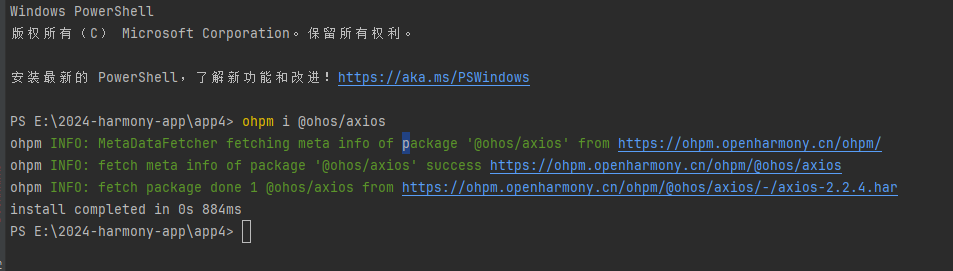 Windows PowerShell
版权所有（C） Microsoft Corporation。保留所有权利。
安装最新的 PowerShell，了解新功能和改进！https://aka.ms/PSWindows
PS E:\2024-harmony-app\app4> ohpm i @ohos/axios
ohpm INFO: MetaDataFetcher fetching meta info of package '@ohos/axios' from https://ohpm.openharmony.cn/ohpm/
ohpm INFO: fetch meta info of package '@ohos/axios' success https://ohpm.openharmony.cn/ohpm/@ohos/axios
ohpm INFO: fetch package done 1 @ohos/axios from https://ohpm.openharmony.cn/ohpm/@ohos/axios/-/axios-2.2.4.har
install completed in 0s 884ms
PS E:\2024-harmony-app\app4>